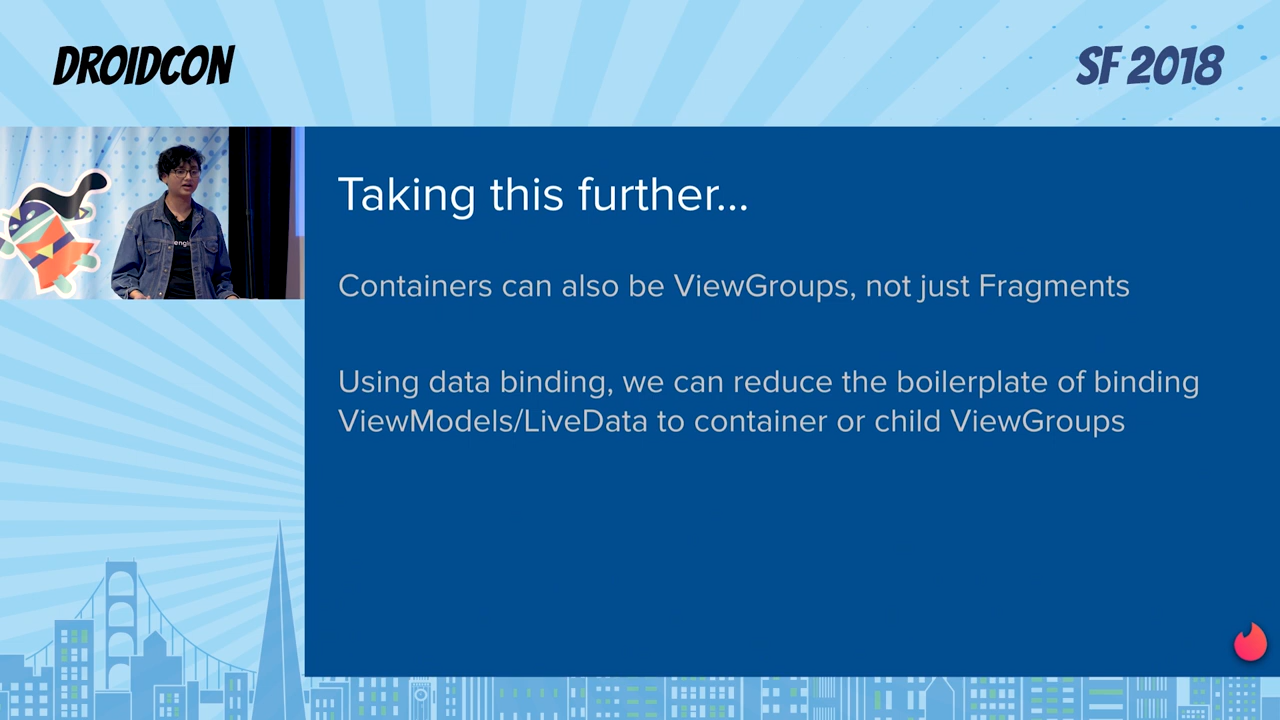 DROIDCON
SF 2018
Taking this further...
Containers can also be ViewGroups, not just Fragments
Using data binding, we can reduce the boilerplate of binding
ViewModels/LiveData to container or child ViewGroups